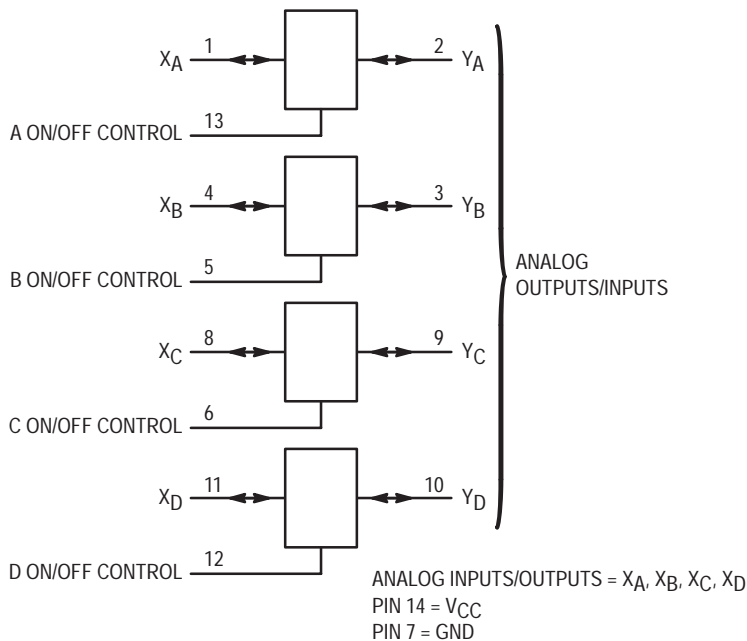 X_A 1 2 Y_A
A ON/OFF CONTROL 13
X_B 4 3 Y_B
B ON/OFF CONTROL 5
ANALOG
OUTPUTS/INPUTS
X_C 8 9 Y_C
C ON/OFF CONTROL 6
X_D 11 10 Y_D
D ON/OFF CONTROL 12
ANALOG INPUTS/OUTPUTS = X_A, X_B, X_C, X_D
PIN 14 = V_CC
PIN 7 = GND